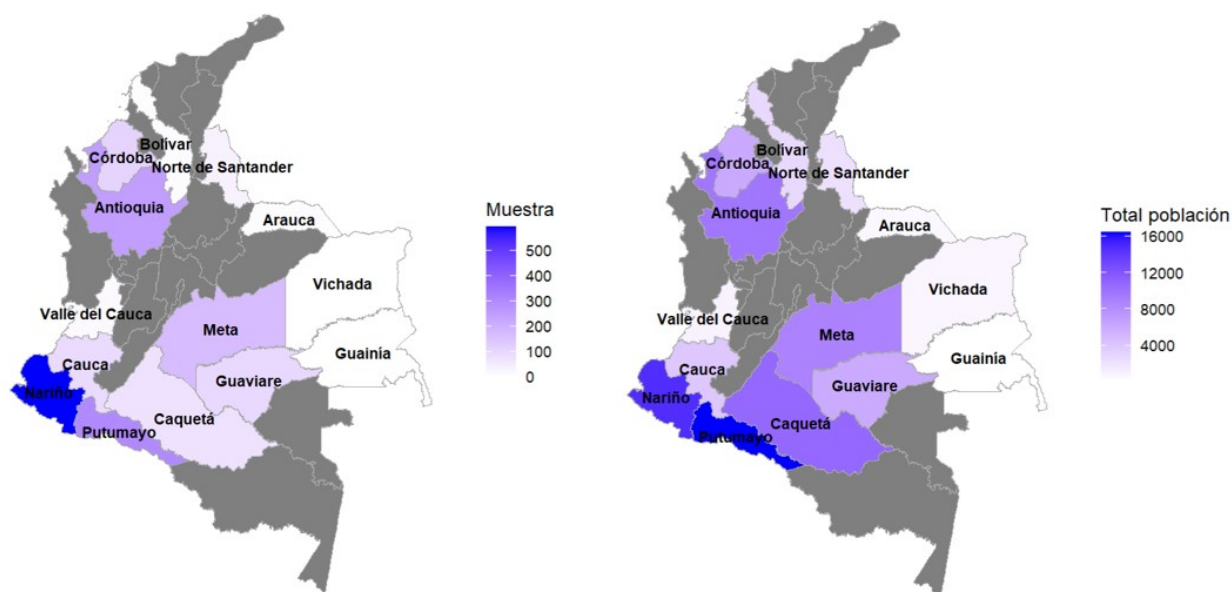 Bolívar
Córdoba
Norte de Santander
Antioquia
Arauca
Vichada
Valle del Cauca
Meta
Guainía
Cauca
Guaviare
Nariño
Caquetá
Putumayo
Muestra
500
400
300
200
100
0
Bolívar
Córdoba
Norte de Santander
Antioquia
Arauca
Vichada
Valle del Cauca
Meta
Guainía
Cauca
Guaviare
Nariño
Caquetá
Putumayo
Total población
16000
12000
8000
4000